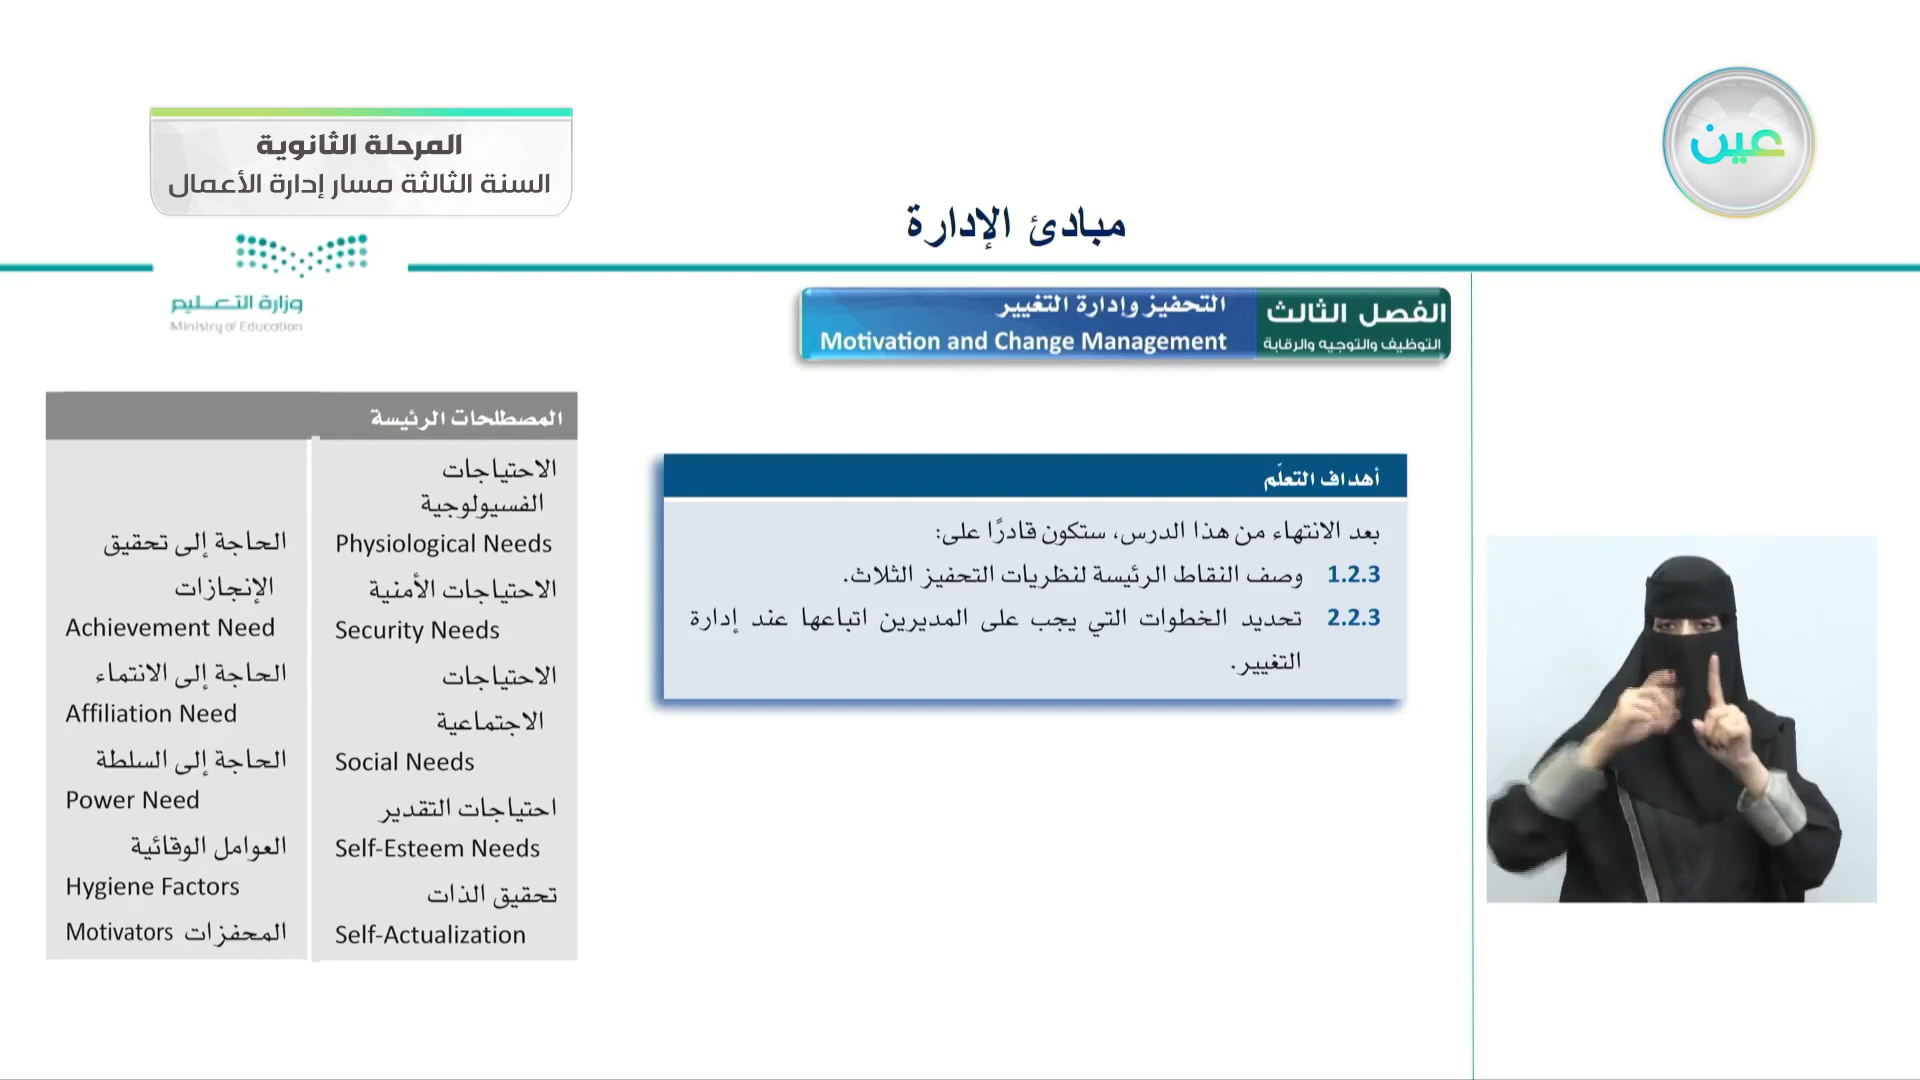 عين
المرحلة الثانوية
السنة الثالثة مسار إدارة الأعمال
مبادئ الإدارة
وزارة التعـــليم
Ministry of Education
الفصل الثالث
التوظيف والتوجيه والرقابة
التحفيز وإدارة التغيير
Motivation and Change Management
أهداف التعلّم
بعد الانتهاء من هذا الدرس، ستكون قادرًا على:
1.2.3 وصف النقاط الرئيسة لنظريات التحفيز الثلاث.
2.2.3 تحديد الخطوات التي يجب على المديرين اتباعها عند إدارة
التغيير.
المصطلحات الرئيسة
الاحتياجات
الفسيولوجية
Physiological Needs
الاحتياجات الأمنية
Security Needs
الاحتياجات
الاجتماعية
Social Needs
احتياجات التقدير
Self-Esteem Needs
تحقيق الذات
Self-Actualization
الحاجة إلى تحقيق
الإنجازات
Achievement Need
الحاجة إلى الانتماء
Affiliation Need
الحاجة إلى السلطة
Power Need
العوامل الوقائية
Hygiene Factors
المحفزات Motivators